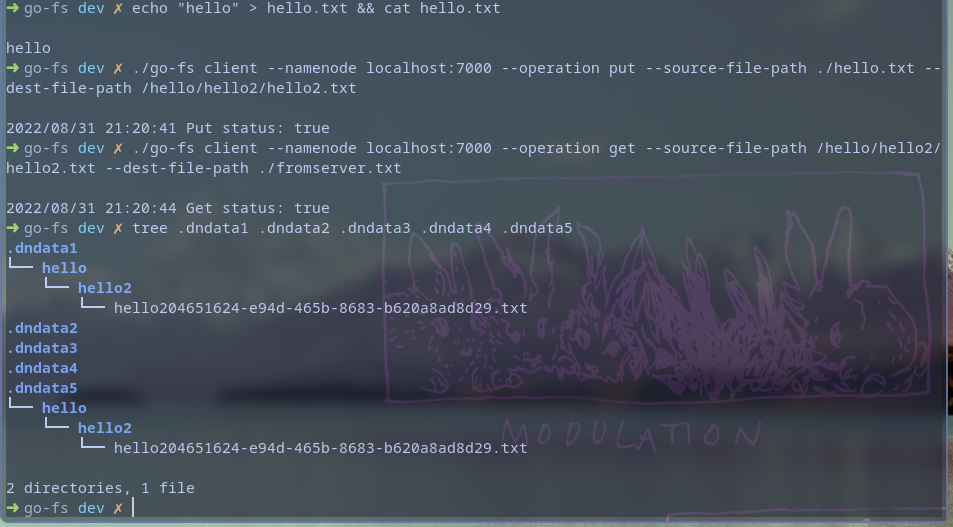 ➜ go-fs dev ✗ echo "hello" > hello.txt && cat hello.txt
hello
➜ go-fs dev ✗ ./go-fs client --namenode localhost:7000 --operation put --source-file-path ./hello.txt --
dest-file-path /hello/hello2/hello2.txt
2022/08/31 21:20:41 Put status: true
➜ go-fs dev ✗ ./go-fs client --namenode localhost:7000 --operation get --source-file-path /hello/hello2/
hello2.txt --dest-file-path ./fromserver.txt
2022/08/31 21:20:44 Get status: true
➜ go-fs dev ✗ tree .dndata1 .dndata2 .dndata3 .dndata4 .dndata5
.dndata1
└── hello
    └── hello2
        └── hello204651624-e94d-465b-8683-b620a8ad8d29.txt
.dndata2
.dndata3
.dndata4
.dndata5
└── hello
    └── hello2
        └── hello204651624-e94d-465b-8683-b620a8ad8d29.txt
MODULATION
2 directories, 1 file
➜ go-fs dev ✗